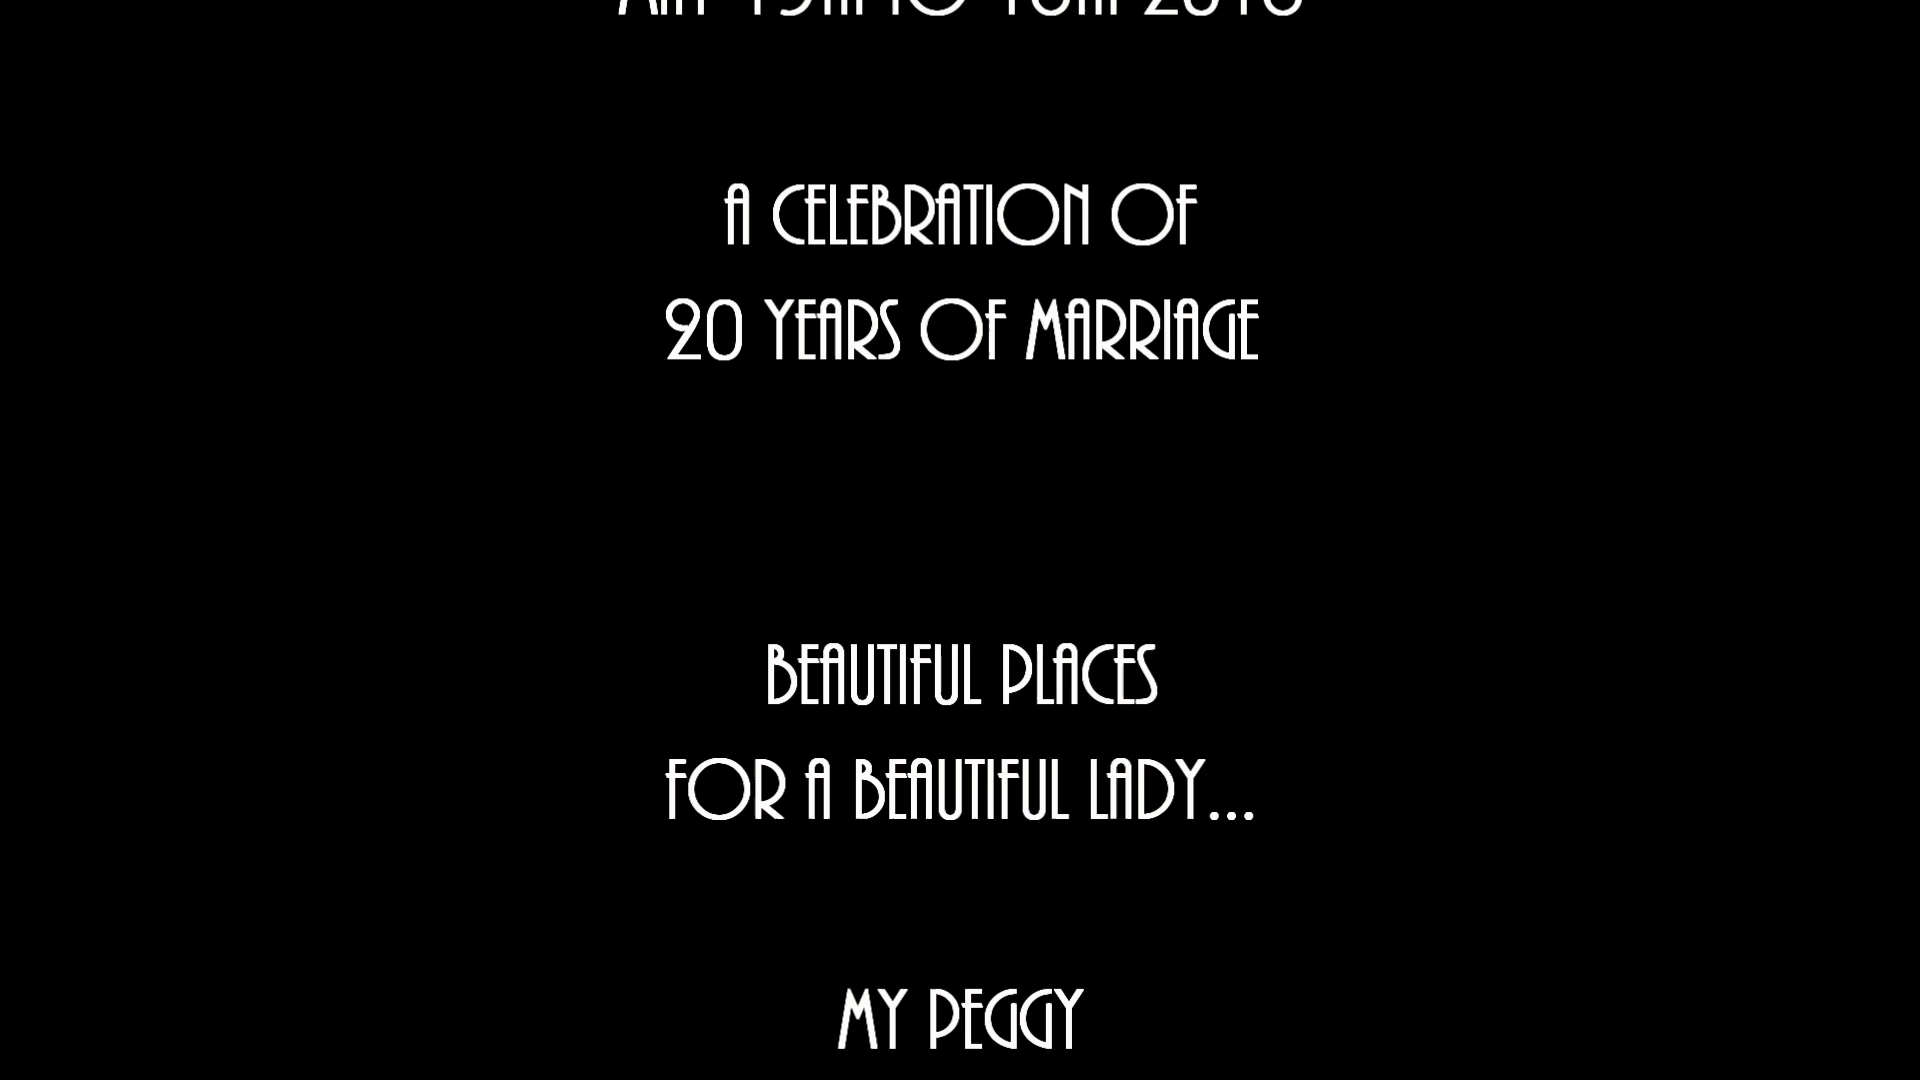 A CELEBRATION OF
20 YEARS OF MARRIAGE
BEAUTIFUL PLACES
FOR A BEAUTIFUL LADY...
MY PEGGY